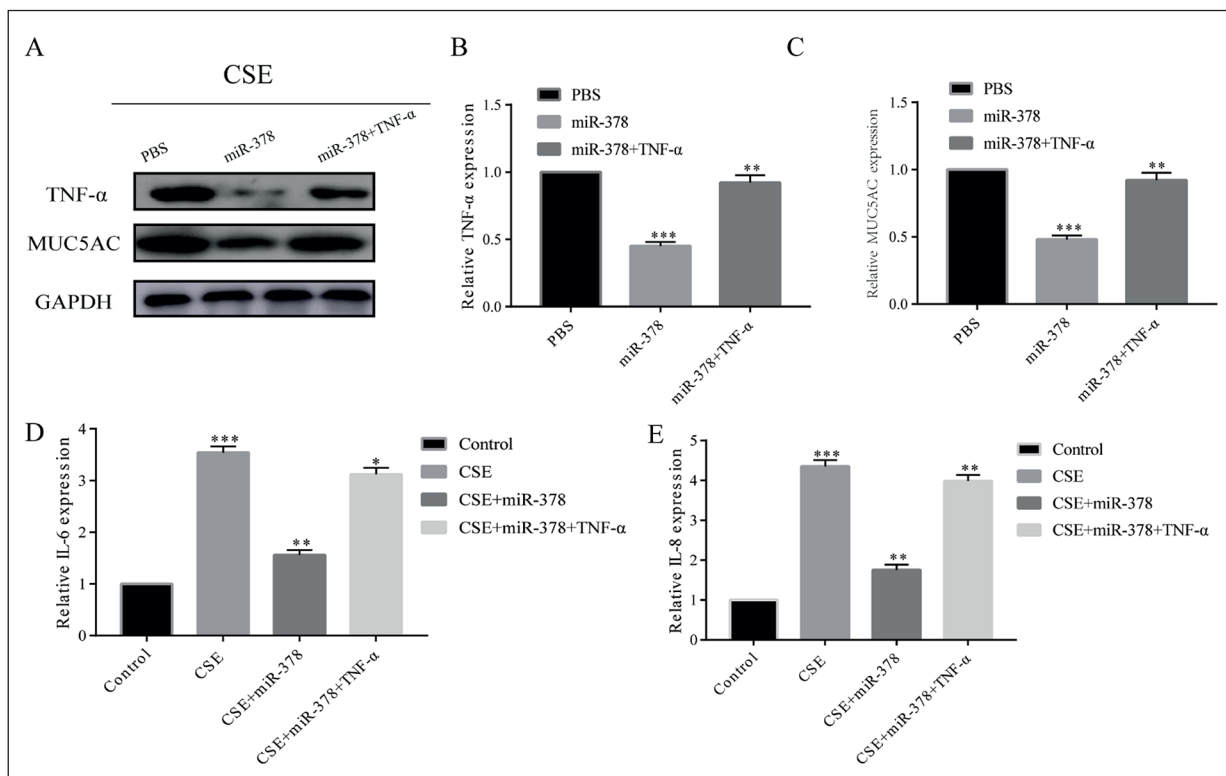 A
CSE
PBS
miR-378
miR-378+TNF-α
TNF-α
MUC5AC
GAPDH
B
PBS
miR-378
miR-378+TNF-α
Relative TNF-α expression
1.5
1.0
0.5
0.0
***
**
PBS
miR-378
miR-378+TNF-α
C
PBS
miR-378
miR-378+TNF-α
Relative MUC5AC expression
1.5
1.0
0.5
0.0
***
**
PBS
miR-378
miR-378+TNF-α
D
Relative IL-6 expression
4
3
2
1
0
***
**
*
Control
CSE
CSE+miR-378
CSE+miR-378+TNF-α
Control
CSE
CSE+miR-378
CSE+miR-378+TNF-α
E
Relative IL-8 expression
5
4
3
2
1
0
***
**
**
Control
CSE
CSE+miR-378
CSE+miR-378+TNF-α
Control
CSE
CSE+miR-378
CSE+miR-378+TNF-α